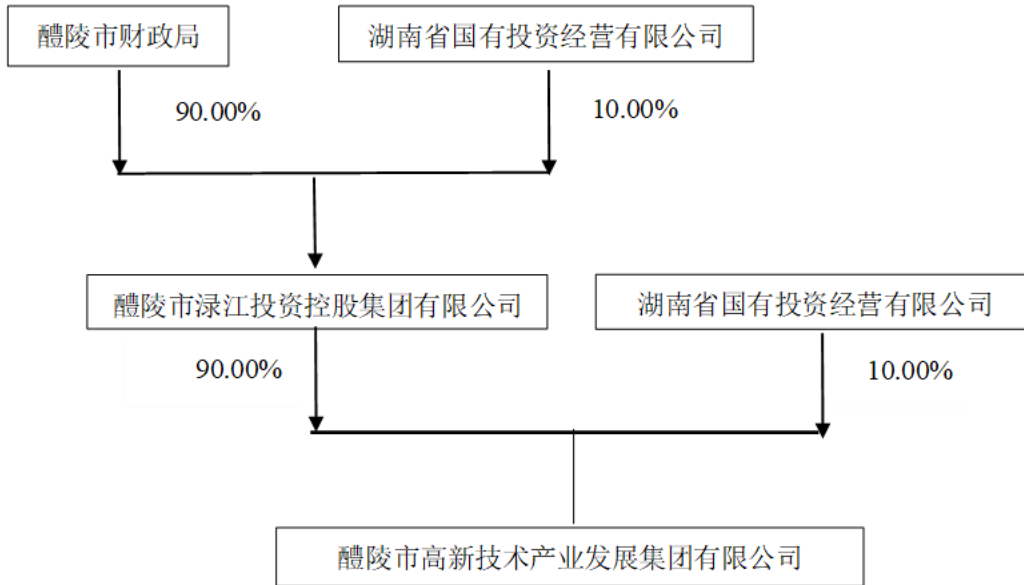 醴陵市财政局
湖南省国有投资经营有限公司
90.00%
10.00%
醴陵市渌江投资控股集团有限公司
湖南省国有投资经营有限公司
90.00%
10.00%
醴陵市高新技术产业发展集团有限公司